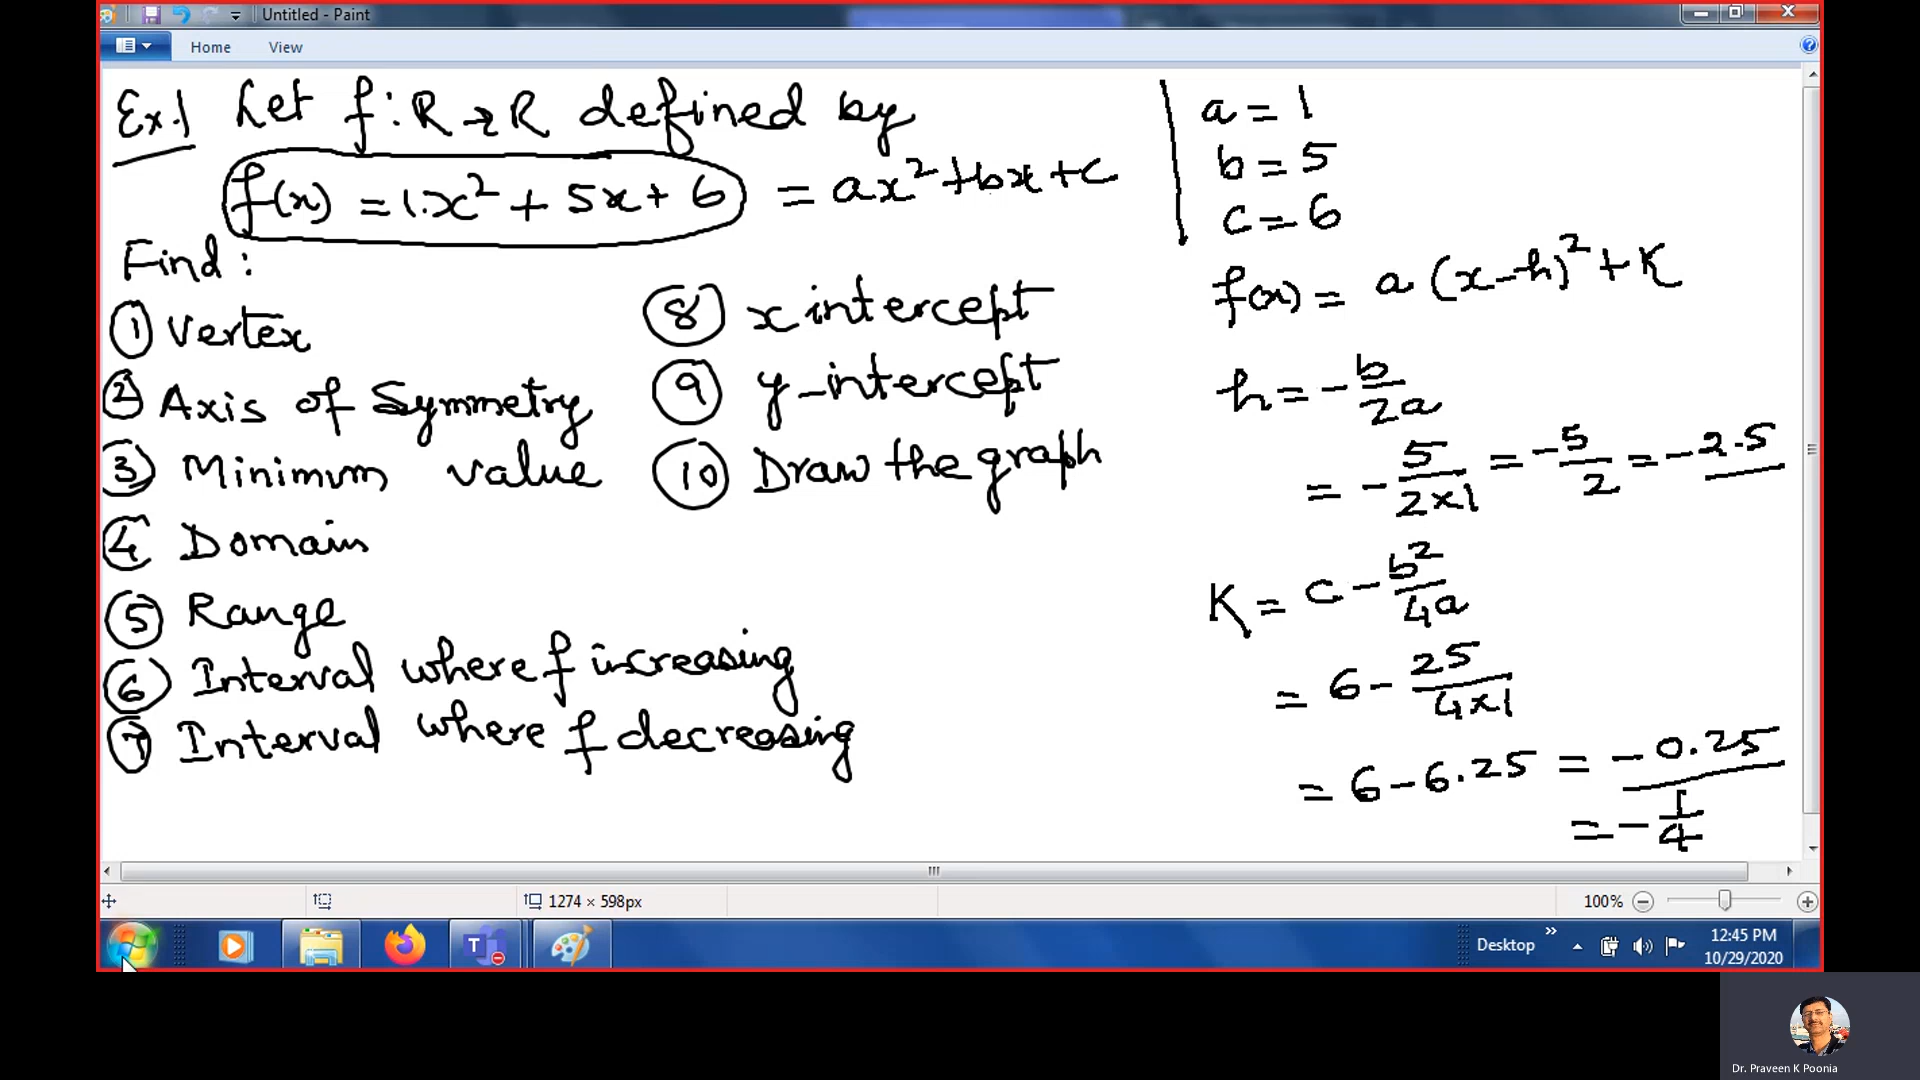 Untitled - Paint
Home View
Ex.1 Let f: R → R defined by
f(x) = 1.x² + 5x + 6 = ax² + bx + c
Find:
① Vertex
② Axis of Symmetry
③ Minimum value
④ Domain
⑤ Range
⑥ Interval where f increasing
⑦ Interval where f decreasing
⑧ x intercept
⑨ y-intercept
⑩ Draw the graph
a = 1
b = 5
c = 6
f(x) = a (x-h)² + K
h = - b/2a
= - 5/2×1 = -5/2 = -2.5
K = c - b²/4a
= 6 - 25/4×1
= 6 - 6.25 = -0.25
= - 1/4
1274 × 598px
100%
Desktop
12:45 PM
10/29/2020
Dr. Praveen K Poonia